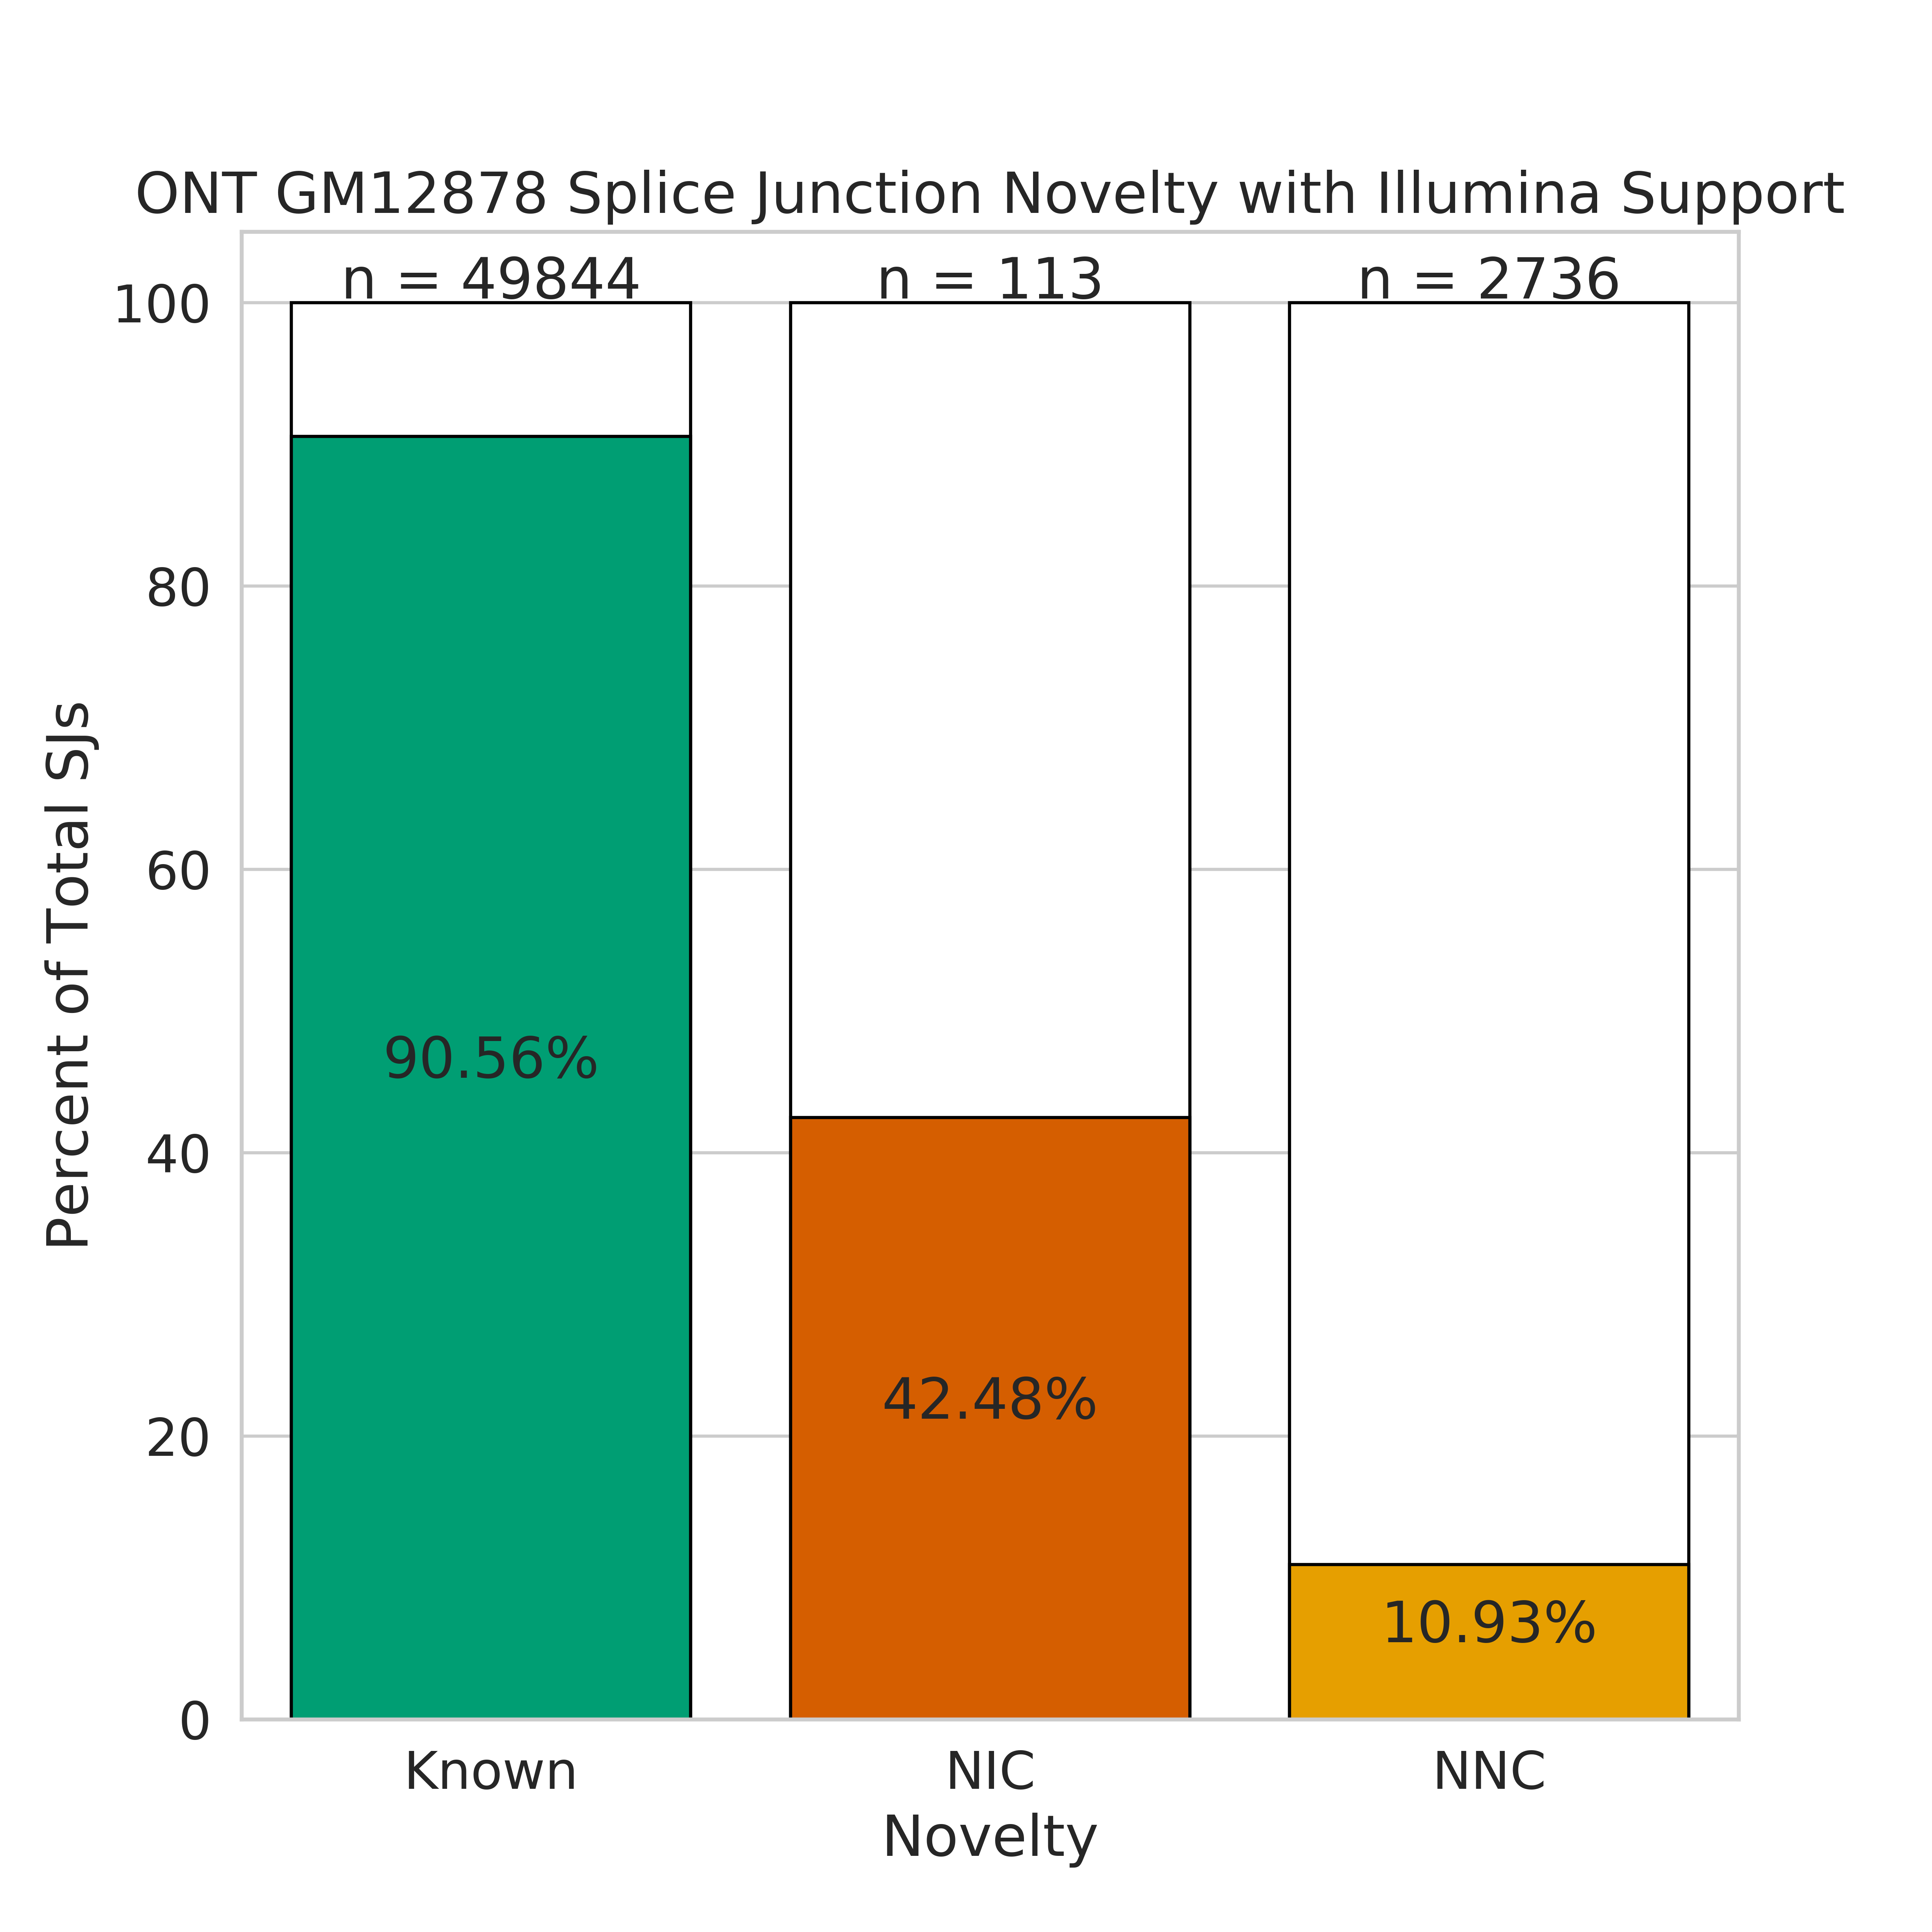 ONT GM12878 Splice Junction Novelty with Illumina Support
n = 49844
n = 113
n = 2736
100
80
60
40
20
0
Percent of Total SJs
90.56%
42.48%
10.93%
Known
NIC
NNC
Novelty